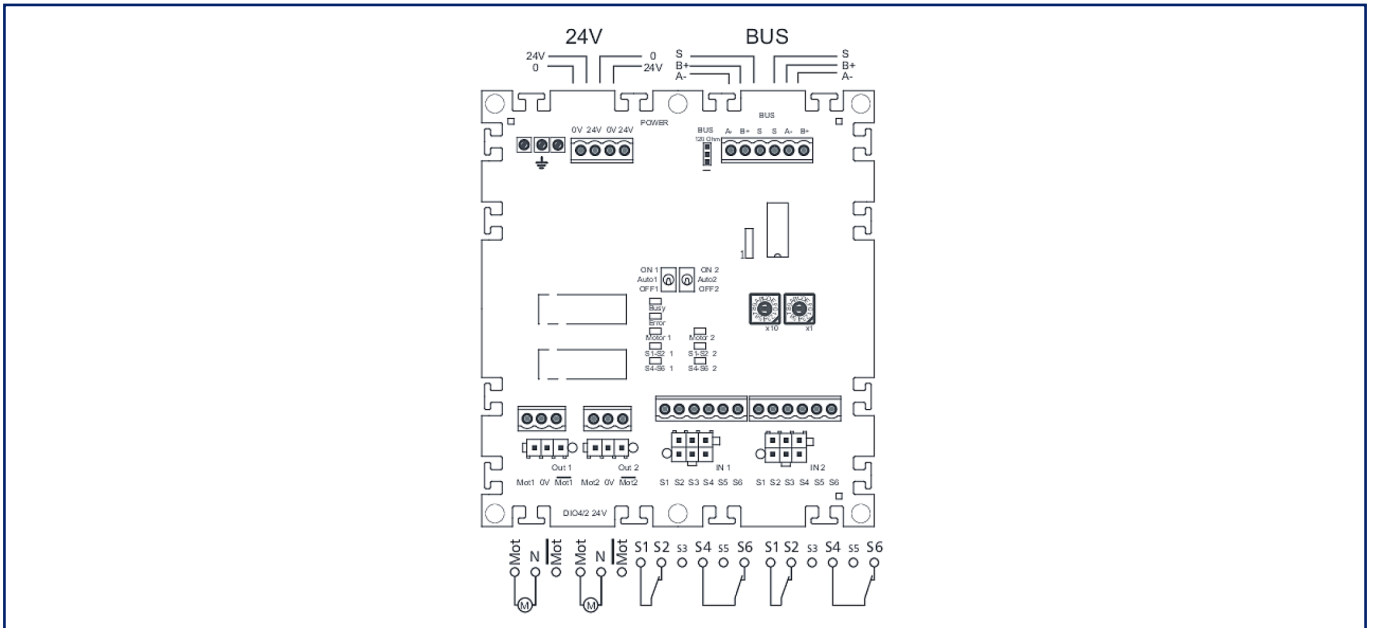 24V BUS
24V 0 S S
0 24V B+ B+
A- A-
POWER BUS
0V 24V 0V 24V BUS A- B+ S S A- B+
120 Ohm
1
ON 1 ON 2
Auto1 Auto2
OFF1 OFF2
Busy
Error
x10 x1
Motor 1 Motor 2
S1-S2 1 S1-S2 2
S4-S6 1 S4-S6 2
Out 1 Out 2 IN 1 IN 2
Mot1 0V Mot1 Mot2 0V Mot2 S1 S2 S3 S4 S5 S6 S1 S2 S3 S4 S5 S6
DIO4/2 24V
Mot N Mot Mot N Mot S1 S2 S3 S4 S5 S6 S1 S2 S3 S4 S5 S6
M M